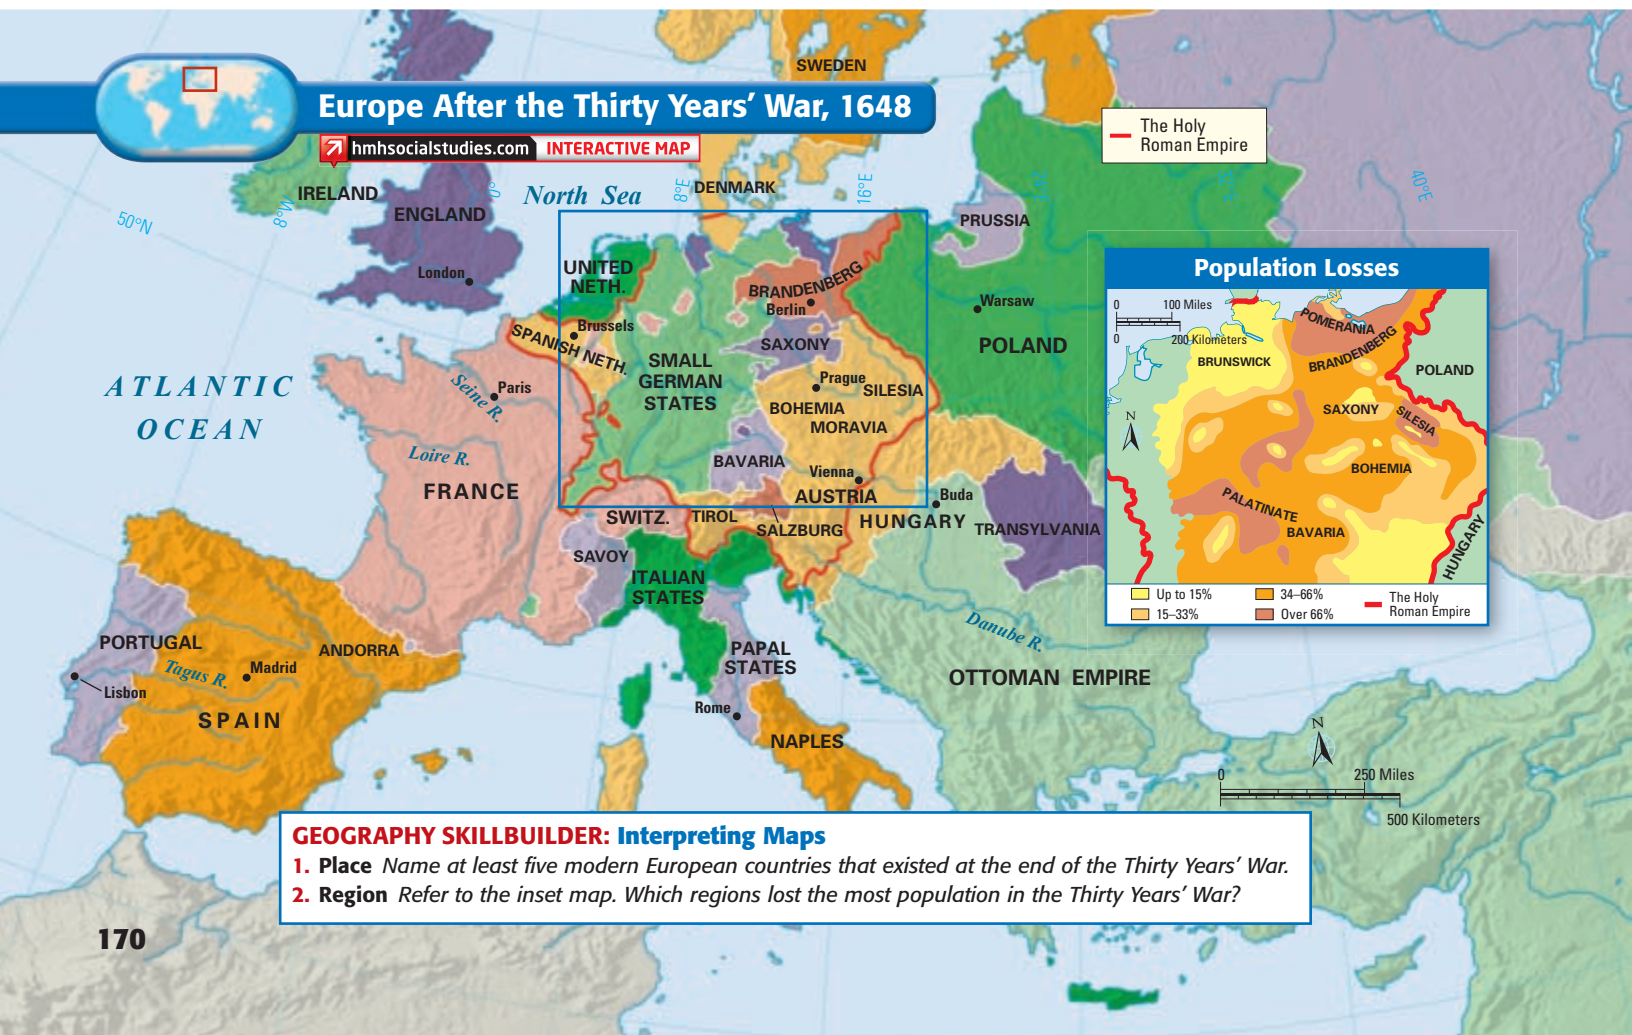 Europe After the Thirty Years' War, 1648
hmhsocialstudies.com INTERACTIVE MAP
SWEDEN
The Holy
Roman Empire
IRELAND
ENGLAND
London
North Sea
DENMARK
50°N
8°W
0°
8°E
16°E
24°E
32°E
40°E
PRUSSIA
UNITED
NETH.
BRANDENBERG
Berlin
Warsaw
POLAND
Brussels
SPANISH NETH.
SAXONY
SMALL
GERMAN
STATES
Prague
SILESIA
BOHEMIA
MORAVIA
ATLANTIC
OCEAN
Seine R.
Paris
Loire R.
FRANCE
BAVARIA
Vienna
AUSTRIA
Buda
HUNGARY
TRANSYLVANIA
SWITZ.
TIROL
SALZBURG
SAVOY
ITALIAN
STATES
PORTUGAL
ANDORRA
Tagus R.
Madrid
Lisbon
SPAIN
PAPAL
STATES
Rome
NAPLES
Danube R.
OTTOMAN EMPIRE
Population Losses
0 100 Miles
0 200 Kilometers
POMERANIA
BRUNSWICK
BRANDENBERG
POLAND
N
SAXONY
SILESIA
BOHEMIA
PALATINATE
BAVARIA
HUNGARY
Up to 15%
34–66%
15–33%
Over 66%
The Holy
Roman Empire
N
0 250 Miles
500 Kilometers
GEOGRAPHY SKILLBUILDER: Interpreting Maps
1. Place Name at least five modern European countries that existed at the end of the Thirty Years' War.
2. Region Refer to the inset map. Which regions lost the most population in the Thirty Years' War?
170